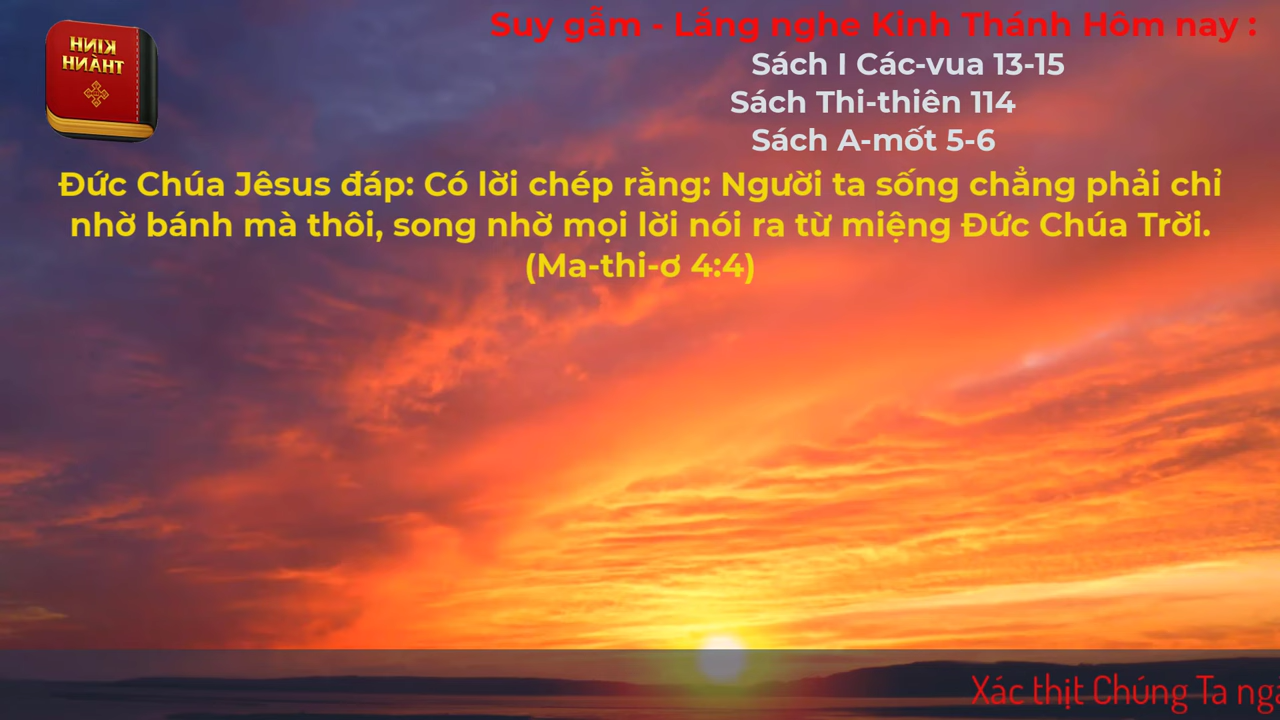 KINH
THÁNH
Suy gẫm - Lắng nghe Kinh Thánh Hôm nay :
Sách I Các-vua 13-15
Sách Thi-thiên 114
Sách A-mốt 5-6
Đức Chúa Jêsus đáp: Có lời chép rằng: Người ta sống chẳng phải chỉ
nhờ bánh mà thôi, song nhờ mọi lời nói ra từ miệng Đức Chúa Trời.
(Ma-thi-ơ 4:4)
Xác thịt Chúng Ta